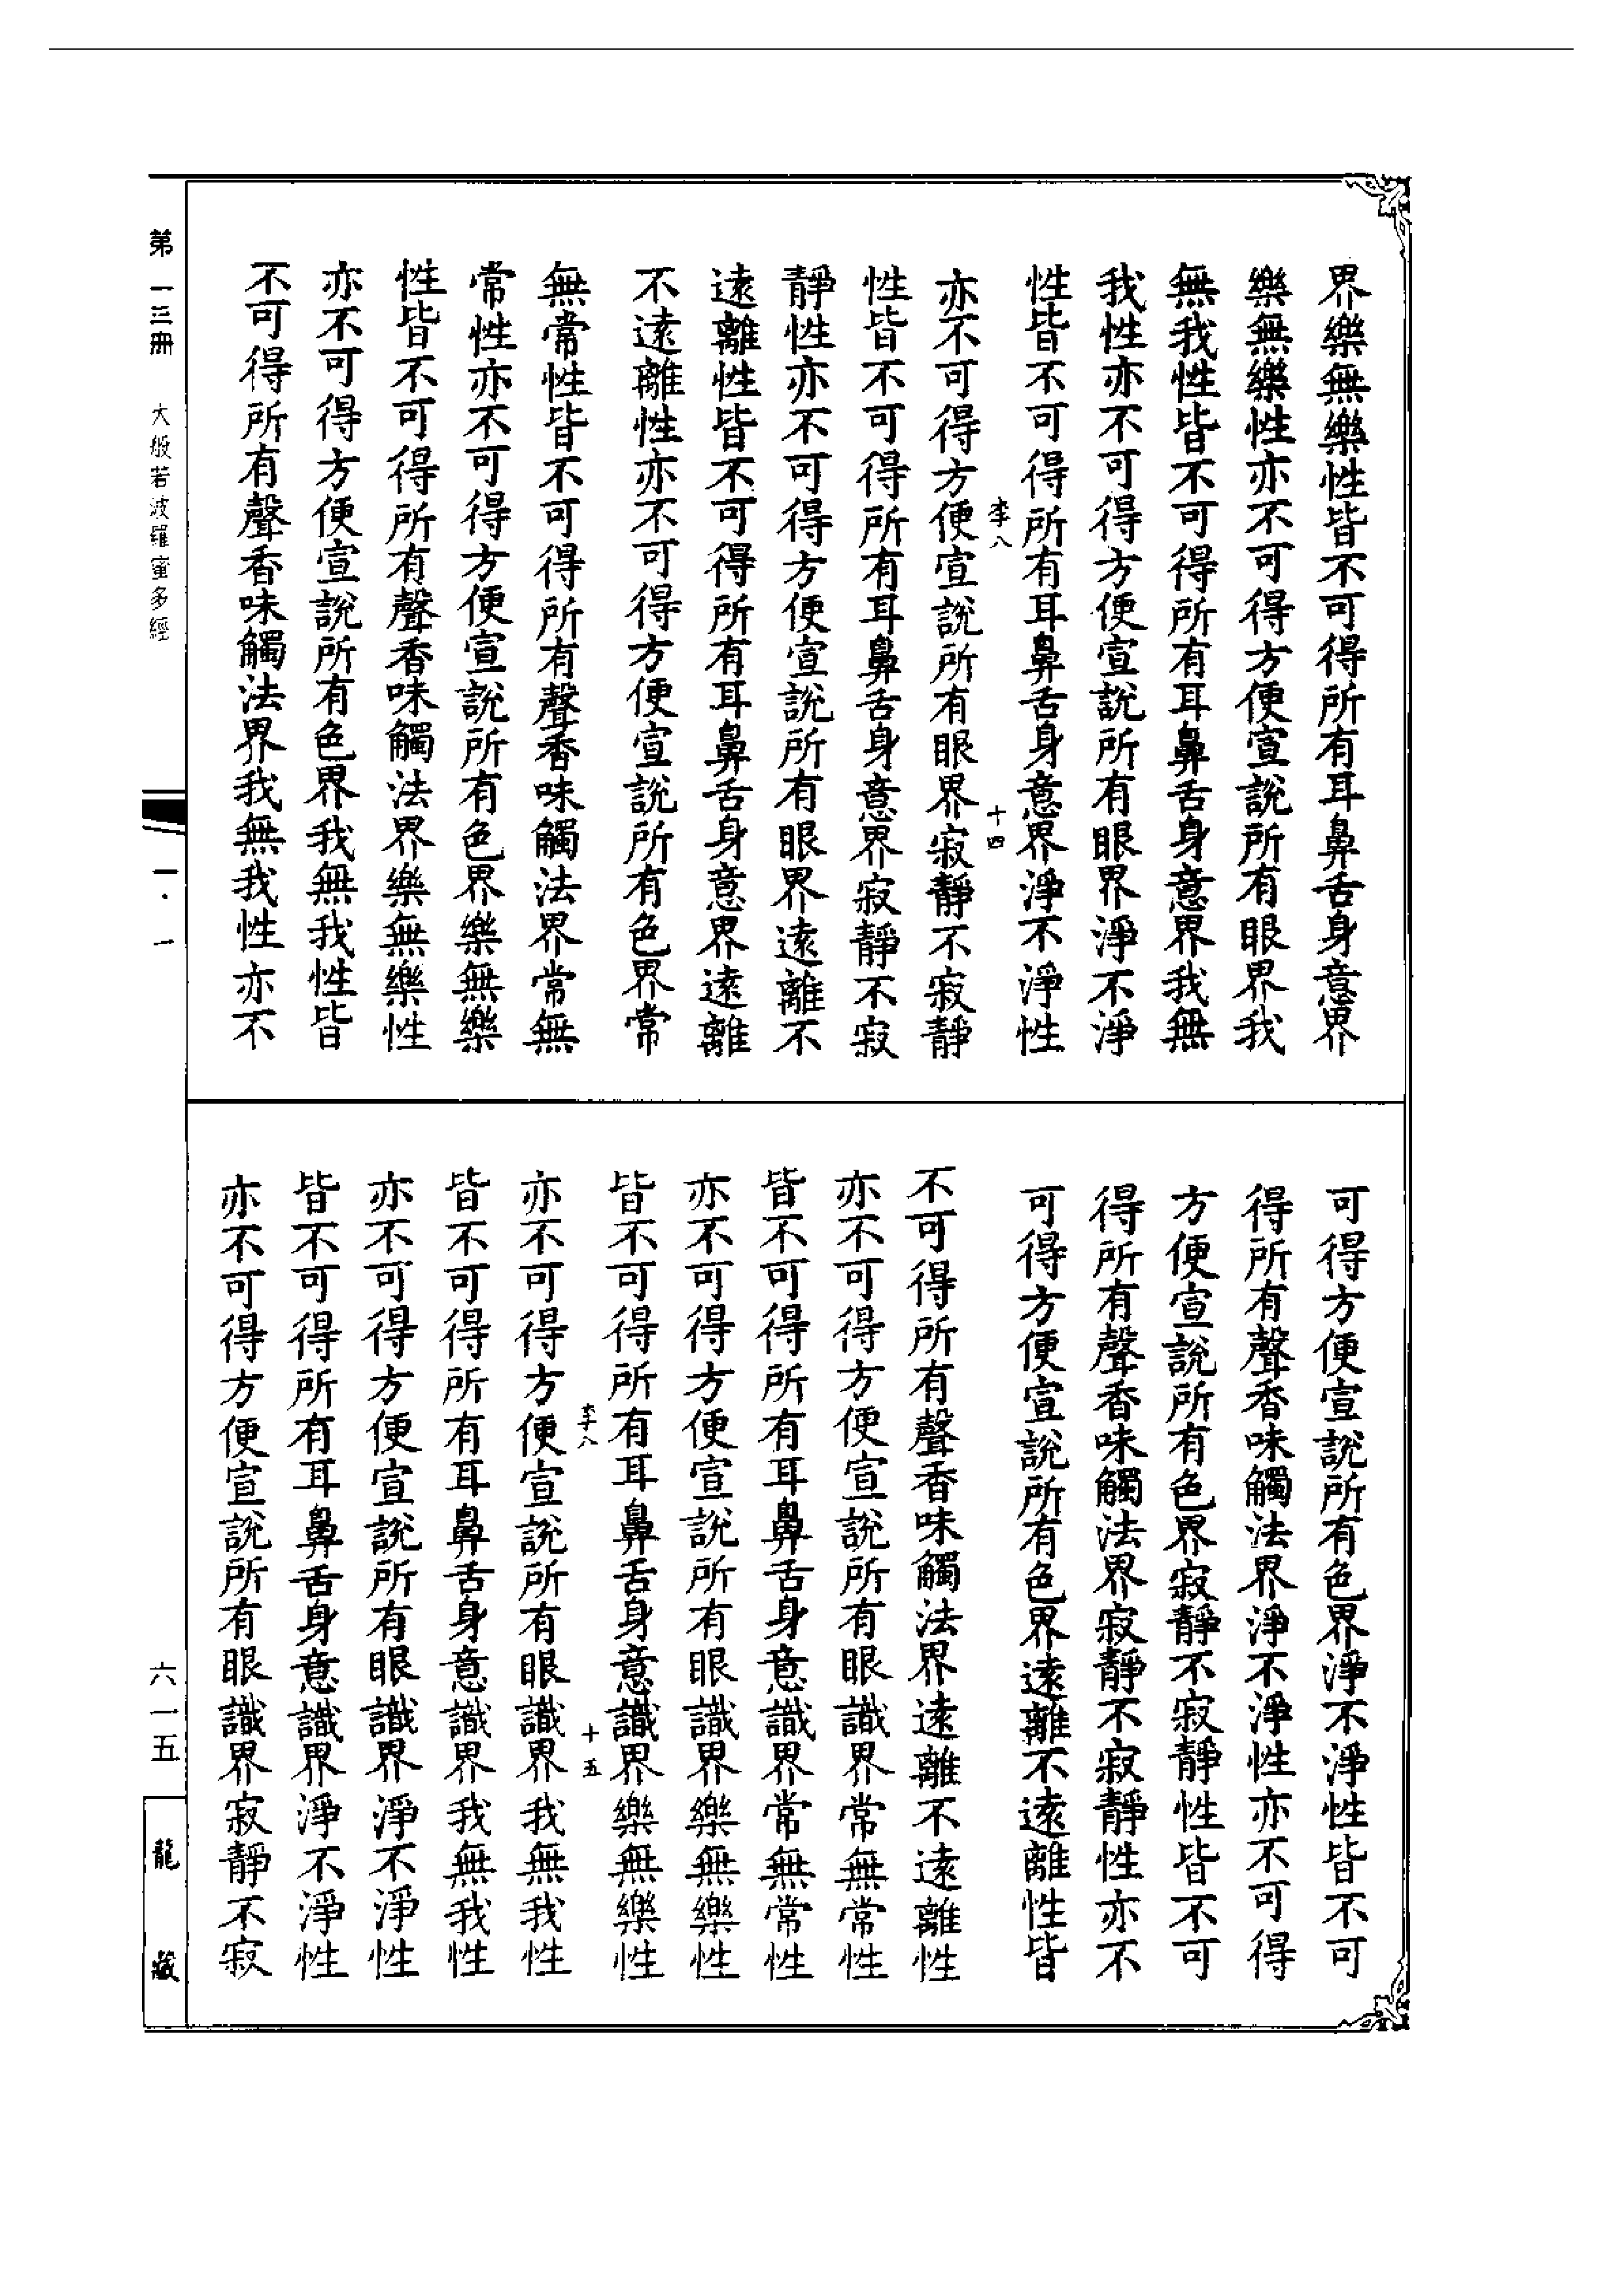 界樂無樂性皆不可得所有耳鼻舌身意界
樂無樂性亦不可得方便宣說所有眼界我
無我性皆不可得所有耳鼻舌身意界我無
我性亦不可得方便宣說所有眼界淨不淨
性皆不可得所有耳鼻舌身意界淨不淨性
李八 十四
亦不可得方便宣說所有眼界寂靜不寂靜
性皆不可得所有耳鼻舌身意界寂靜不寂
靜性亦不可得方便宣說所有眼界遠離不
遠離性皆不可得所有耳鼻舌身意界遠離
不遠離性亦不可得方便宣說所有色界常
無常性皆不可得所有聲香味觸法界常無
常性亦不可得方便宣說所有色界樂無樂
性皆不可得所有聲香味觸法界樂無樂性
亦不可得方便宣說所有色界我無我性皆
不可得所有聲香味觸法界我無我性亦不
可得方便宣說所有色界淨不淨性皆不可
得所有聲香味觸法界淨不淨性亦不可得
方便宣說所有色界寂靜不寂靜性皆不可
得所有聲香味觸法界寂靜不寂靜性亦不
可得方便宣說所有色界遠離不遠離性皆
不可得所有聲香味觸法界遠離不遠離性
亦不可得方便宣說所有眼識界常無常性
皆不可得所有耳鼻舌身意識界常無常性
亦不可得方便宣說所有眼識界樂無樂性
皆不可得所有耳鼻舌身意識界樂無樂性
李八 十五
亦不可得方便宣說所有眼識界我無我性
皆不可得所有耳鼻舌身意識界我無我性
亦不可得方便宣說所有眼識界淨不淨性
皆不可得所有耳鼻舌身意識界淨不淨性
亦不可得方便宣說所有眼識界寂靜不寂
第一三冊 大般若波羅蜜多經 一·一 六一五 龍藏